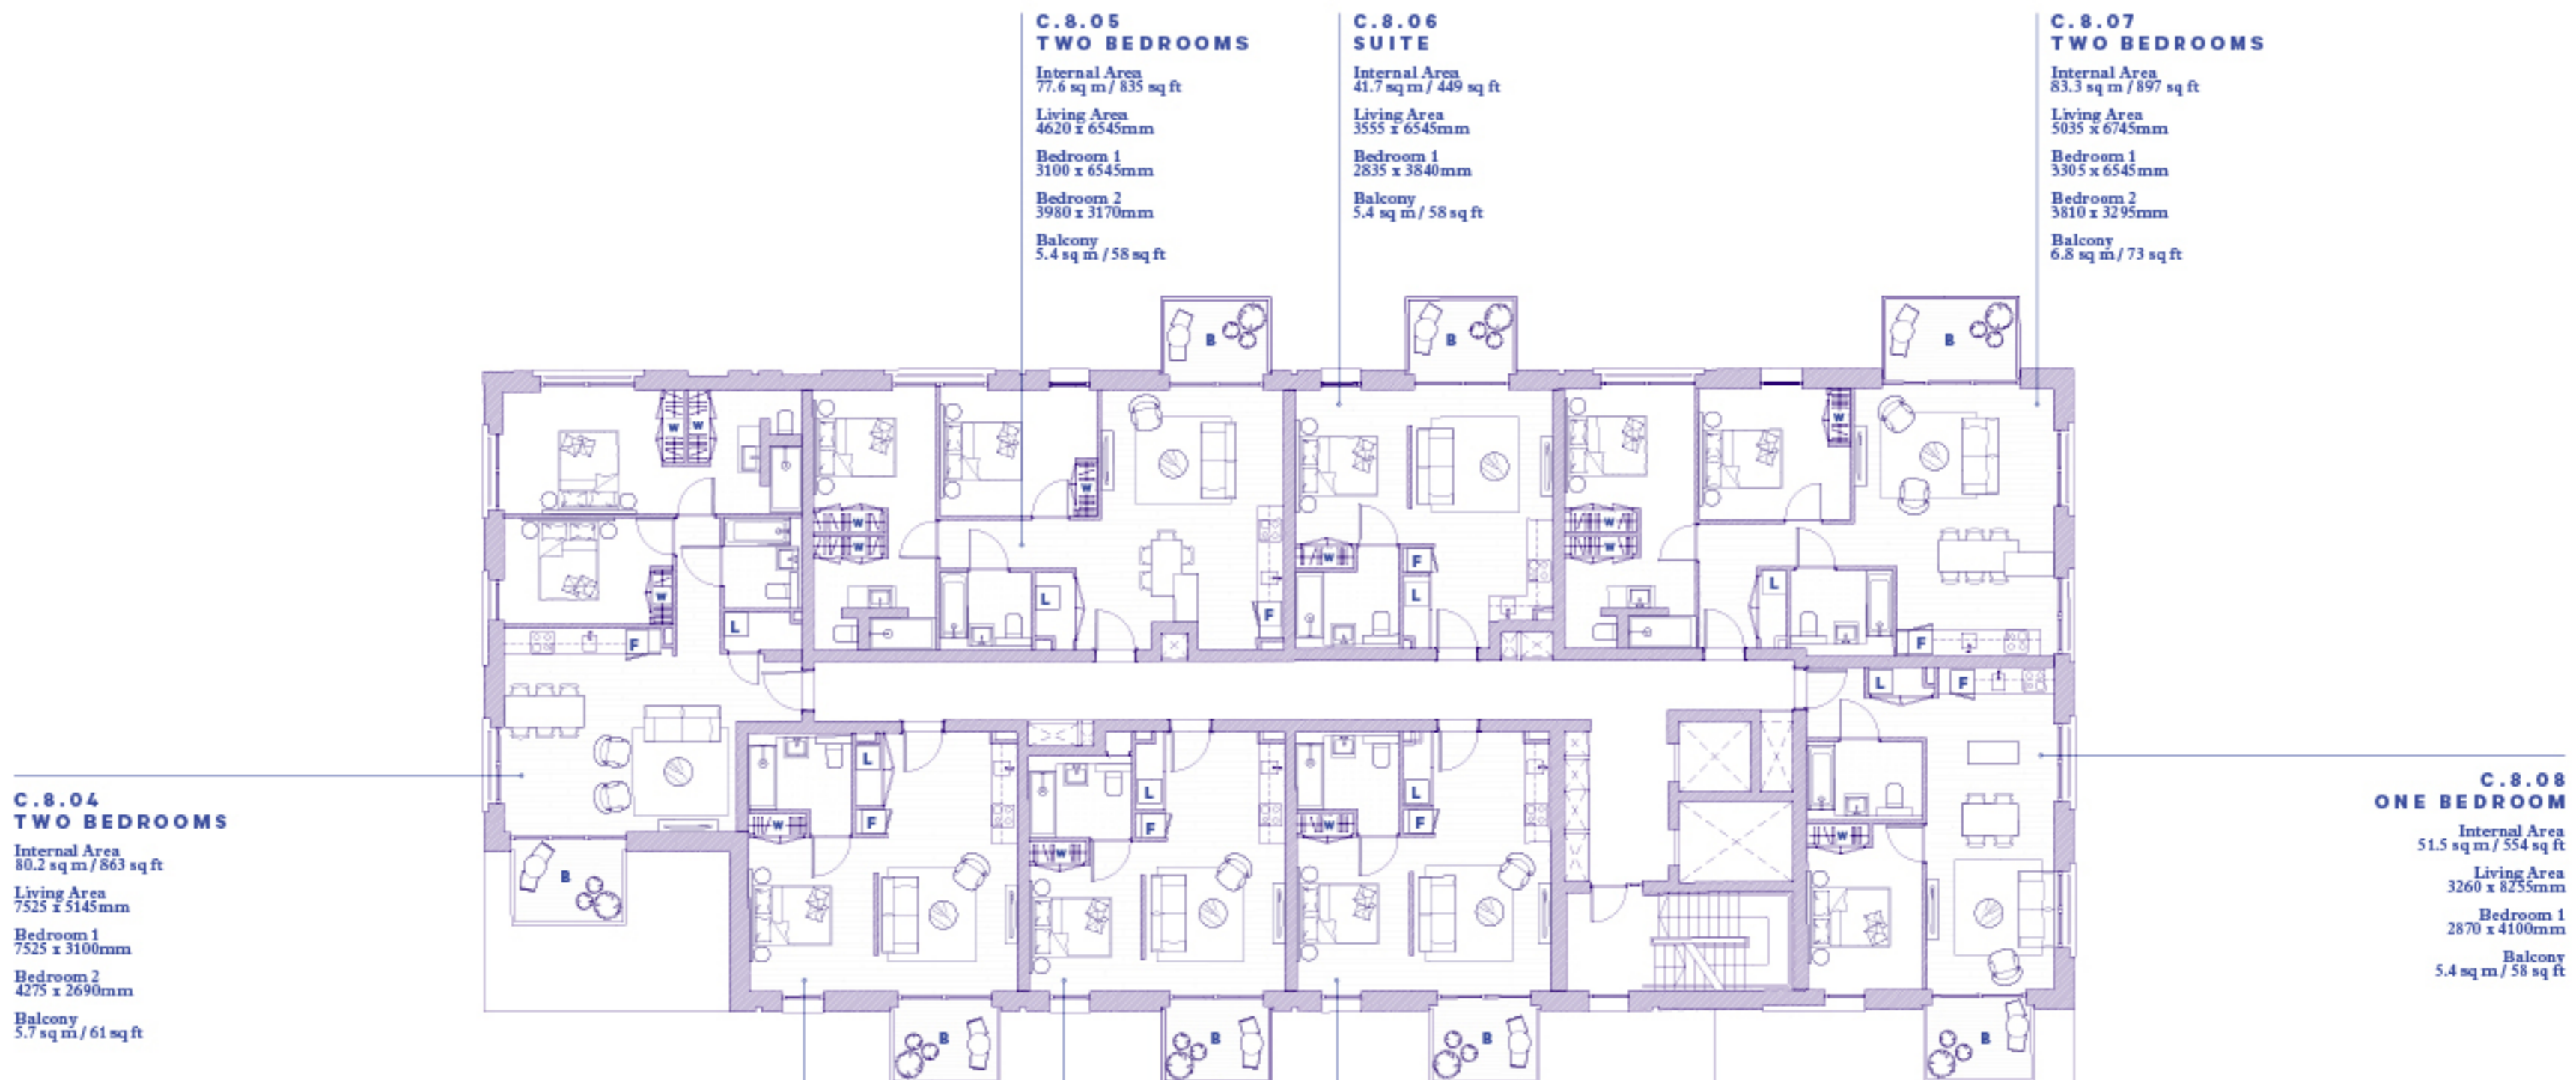 C.8.05
TWO BEDROOMS
Internal Area
77.6 sq m / 835 sq ft
Living Area
4620 x 6545mm
Bedroom 1
3100 x 6545mm
Bedroom 2
3980 x 3170mm
Balcony
5.4 sq m / 58 sq ft
C.8.06
SUITE
Internal Area
41.7 sq m / 449 sq ft
Living Area
3555 x 6545mm
Bedroom 1
2835 x 3840mm
Balcony
5.4 sq m / 58 sq ft
C.8.07
TWO BEDROOMS
Internal Area
83.3 sq m / 897 sq ft
Living Area
5035 x 6745mm
Bedroom 1
3305 x 6545mm
Bedroom 2
3810 x 3295mm
Balcony
6.8 sq m / 73 sq ft
B
B
B
W
W
W
W
W
W
W
W
W
W
F
L
L
L
W
F
L
F
F
L
F
L
F
L
L
L
F
F
F
W
W
W
W
C.8.04
TWO BEDROOMS
Internal Area
80.2 sq m / 863 sq ft
Living Area
7525 x 5145mm
Bedroom 1
7525 x 3100mm
Bedroom 2
4275 x 2690mm
Balcony
5.7 sq m / 61 sq ft
B
C.8.08
ONE BEDROOM
Internal Area
51.5 sq m / 554 sq ft
Living Area
3260 x 8255mm
Bedroom 1
2870 x 4100mm
Balcony
5.4 sq m / 58 sq ft
B
B
B
B